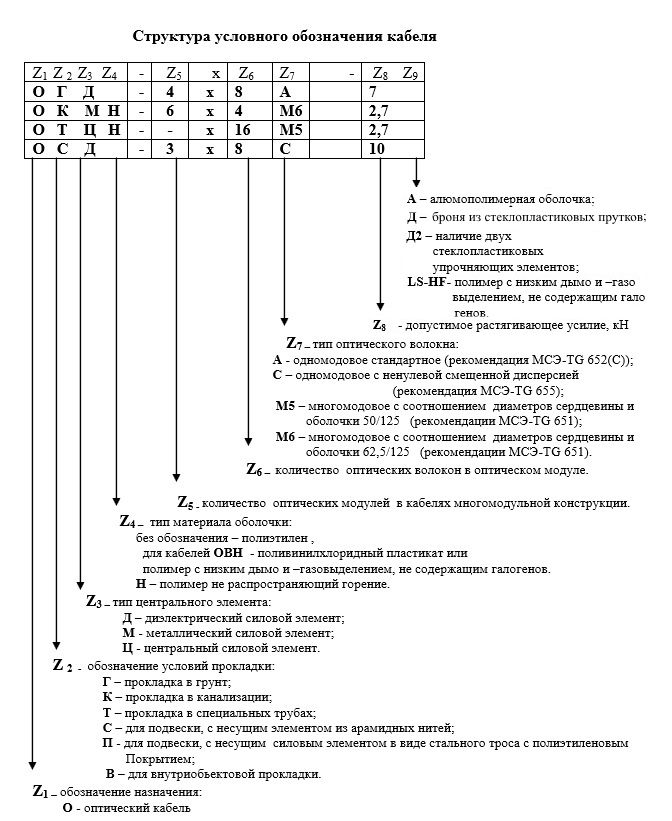 Структура условного обозначения кабеля
Z1 Z 2 Z3 Z4 - Z5 x Z6 Z7 - Z8 Z9
О Г Д - 4 x 8 А 7
О К М Н - 6 x 4 М6 2,7
О Т Ц Н - - x 16 М5 2,7
О С Д - 3 x 8 С 10
А – алюмополимерная оболочка;
Д – броня из стеклопластиковых прутков;
Д2 – наличие двух
стеклопластиковых
упрочняющих элементов;
LS-HF- полимер с низким дымо и –газо
выделением, не содержащим гало
генов.
Z8 - допустимое растягивающее усилие, кН
Z7 – тип оптического волокна:
А - одномодовое стандартное (рекомендация МСЭ-TG 652(C));
С – одномодовое с ненулевой смещенной дисперсией
(рекомендация МСЭ-TG 655);
М5 – многомодовое с соотношением диаметров сердцевины и
оболочки 50/125 (рекомендации МСЭ-TG 651);
М6 – многомодовое с соотношением диаметров сердцевины и
оболочки 62,5/125 (рекомендации МСЭ-TG 651).
Z6 – количество оптических волокон в оптическом модуле.
Z5 - количество оптических модулей в кабелях многомодульной конструкции.
Z4 – тип материала оболочки:
без обозначения – полиэтилен ,
для кабелей ОВН - поливинилхлоридный пластикат или
полимер с низким дымо и –газовыделением, не содержащим галогенов.
Н – полимер не распространяющий горение.
Z3 – тип центрального элемента:
Д – диэлектрический силовой элемент;
М - металлический силовой элемент;
Ц - центральный силовой элемент.
Z 2 - обозначение условий прокладки:
Г – прокладка в грунт;
К – прокладка в канализации;
Т – прокладка в специальных трубах;
С – для подвески, с несущим элементом из арамидных нитей;
П - для подвески, с несущим силовым элементом в виде стального троса с полиэтиленовым
Покрытием;
В – для внутриобьектовой прокладки.
Z1 – обозначение назначения:
О - оптический кабель